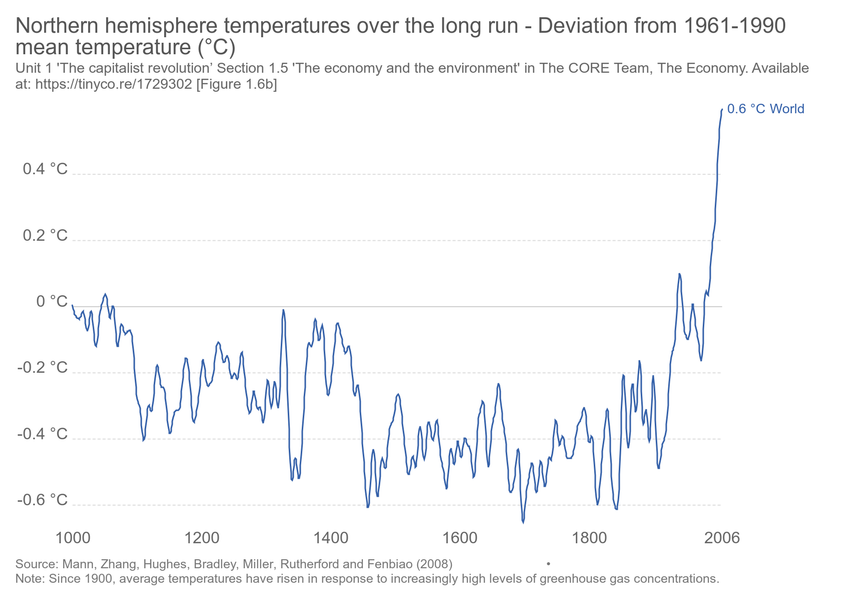 Northern hemisphere temperatures over the long run - Deviation from 1961-1990
mean temperature (°C)
Unit 1 'The capitalist revolution’ Section 1.5 'The economy and the environment' in The CORE Team, The Economy. Available
at: https://tinyco.re/1729302 [Figure 1.6b]
0.6 °C World
0.4 °C
0.2 °C
0 °C
-0.2 °C
-0.4 °C
-0.6 °C
1000 1200 1400 1600 1800 2006
Source: Mann, Zhang, Hughes, Bradley, Miller, Rutherford and Fenbiao (2008) •
Note: Since 1900, average temperatures have risen in response to increasingly high levels of greenhouse gas concentrations.